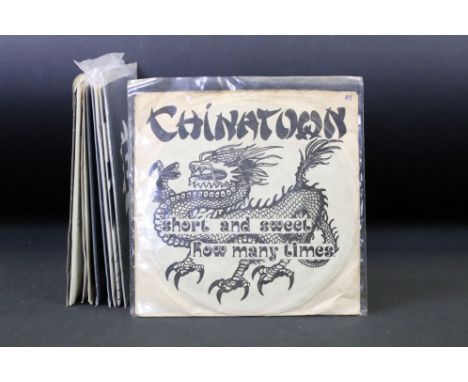 CHINATOWN
short and sweet
how many times